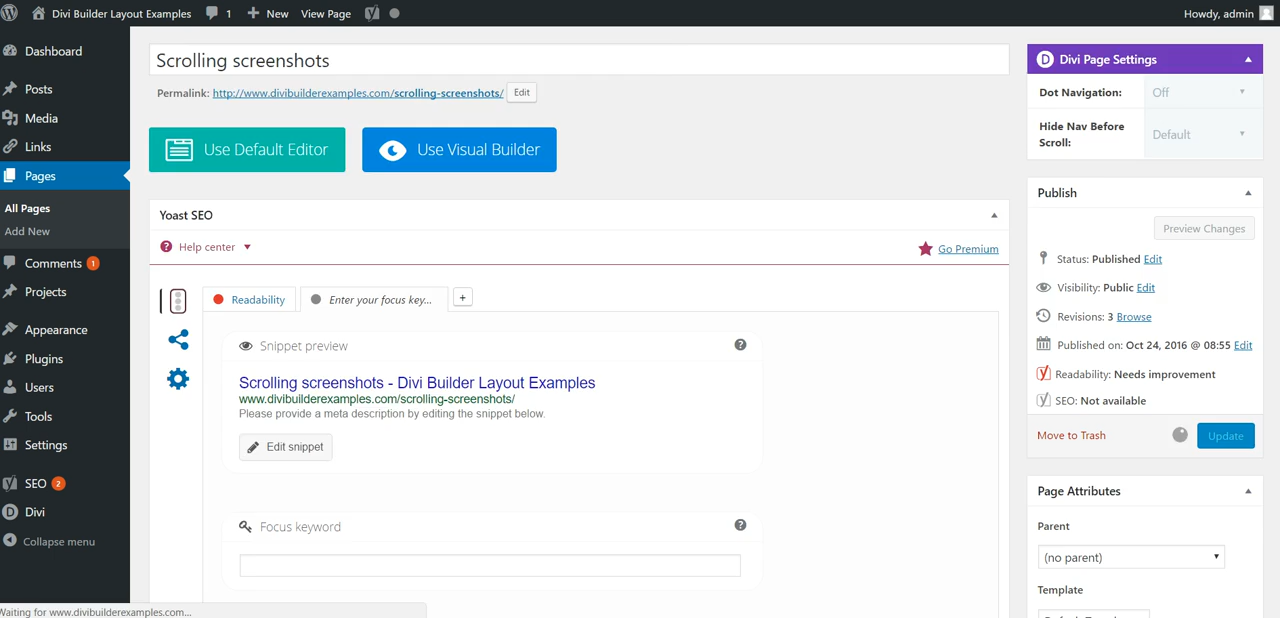 Divi Builder Layout Examples 1 New View Page Howdy, admin
Dashboard
Posts
Media
Links
Pages
All Pages
Add New
Comments 1
Projects
Appearance
Plugins
Users
Tools
Settings
SEO 2
Divi
Collapse menu
Waiting for www.divibuilderexamples.com...
Scrolling screenshots
Permalink: http://www.divibuilderexamples.com/scrolling-screenshots/ Edit
Use Default Editor Use Visual Builder
Yoast SEO
Help center Go Premium
Readability Enter your focus key... +
Snippet preview
Scrolling screenshots - Divi Builder Layout Examples
www.divibuilderexamples.com/scrolling-screenshots/
Please provide a meta description by editing the snippet below.
Edit snippet
Focus keyword
Divi Page Settings
Dot Navigation: Off
Hide Nav Before
Scroll: Default
Publish
Preview Changes
Status: Published Edit
Visibility: Public Edit
Revisions: 3 Browse
Published on: Oct 24, 2016 @ 08:55 Edit
Readability: Needs improvement
SEO: Not available
Move to Trash Update
Page Attributes
Parent
(no parent)
Template